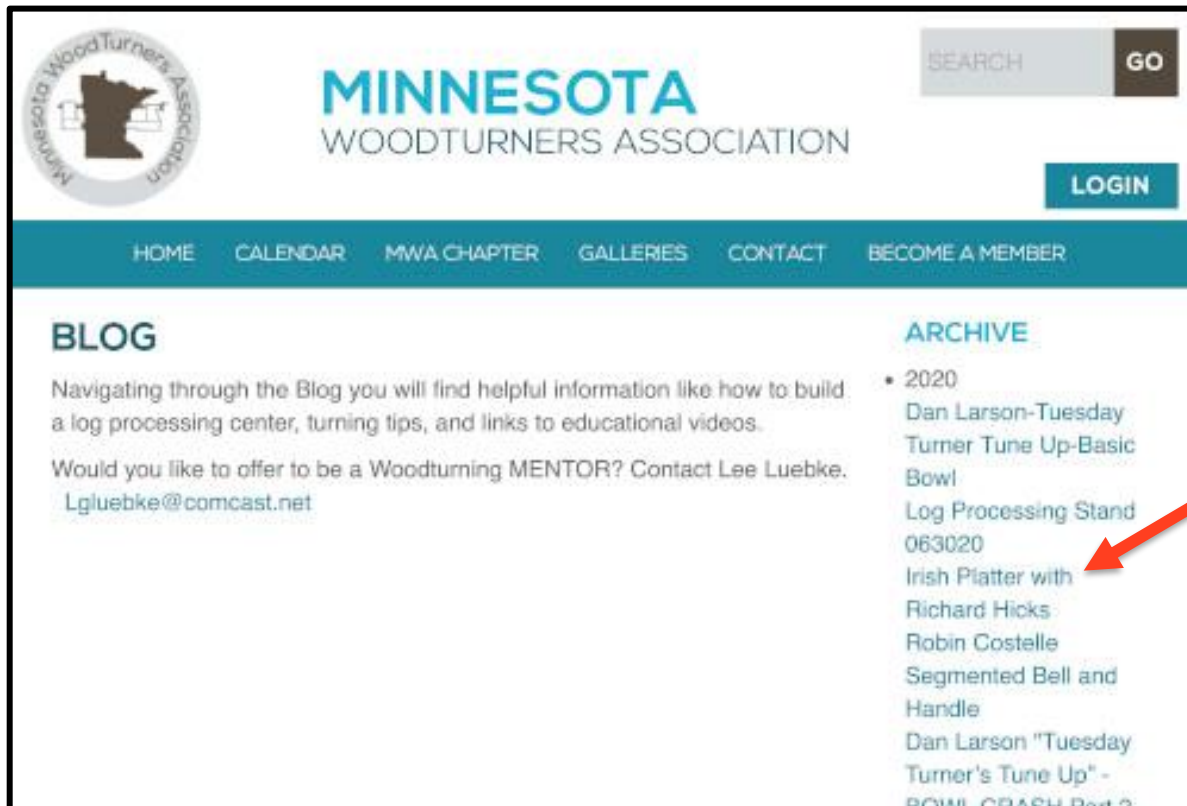 Minnesota WoodTurners Association
MINNESOTA
WOODTURNERS ASSOCIATION
SEARCH
GO
LOGIN
HOME CALENDAR MWA CHAPTER GALLERIES CONTACT BECOME A MEMBER
BLOG
Navigating through the Blog you will find helpful information like how to build
a log processing center, turning tips, and links to educational videos.
Would you like to offer to be a Woodturning MENTOR? Contact Lee Luebke.
Lgluebke@comcast.net
ARCHIVE
• 2020
Dan Larson-Tuesday
Turner Tune Up-Basic
Bowl
Log Processing Stand
063020
Irish Platter with
Richard Hicks
Robin Costelle
Segmented Bell and
Handle
Dan Larson "Tuesday
Turner's Tune Up" -
BOWL CRASH Part 2